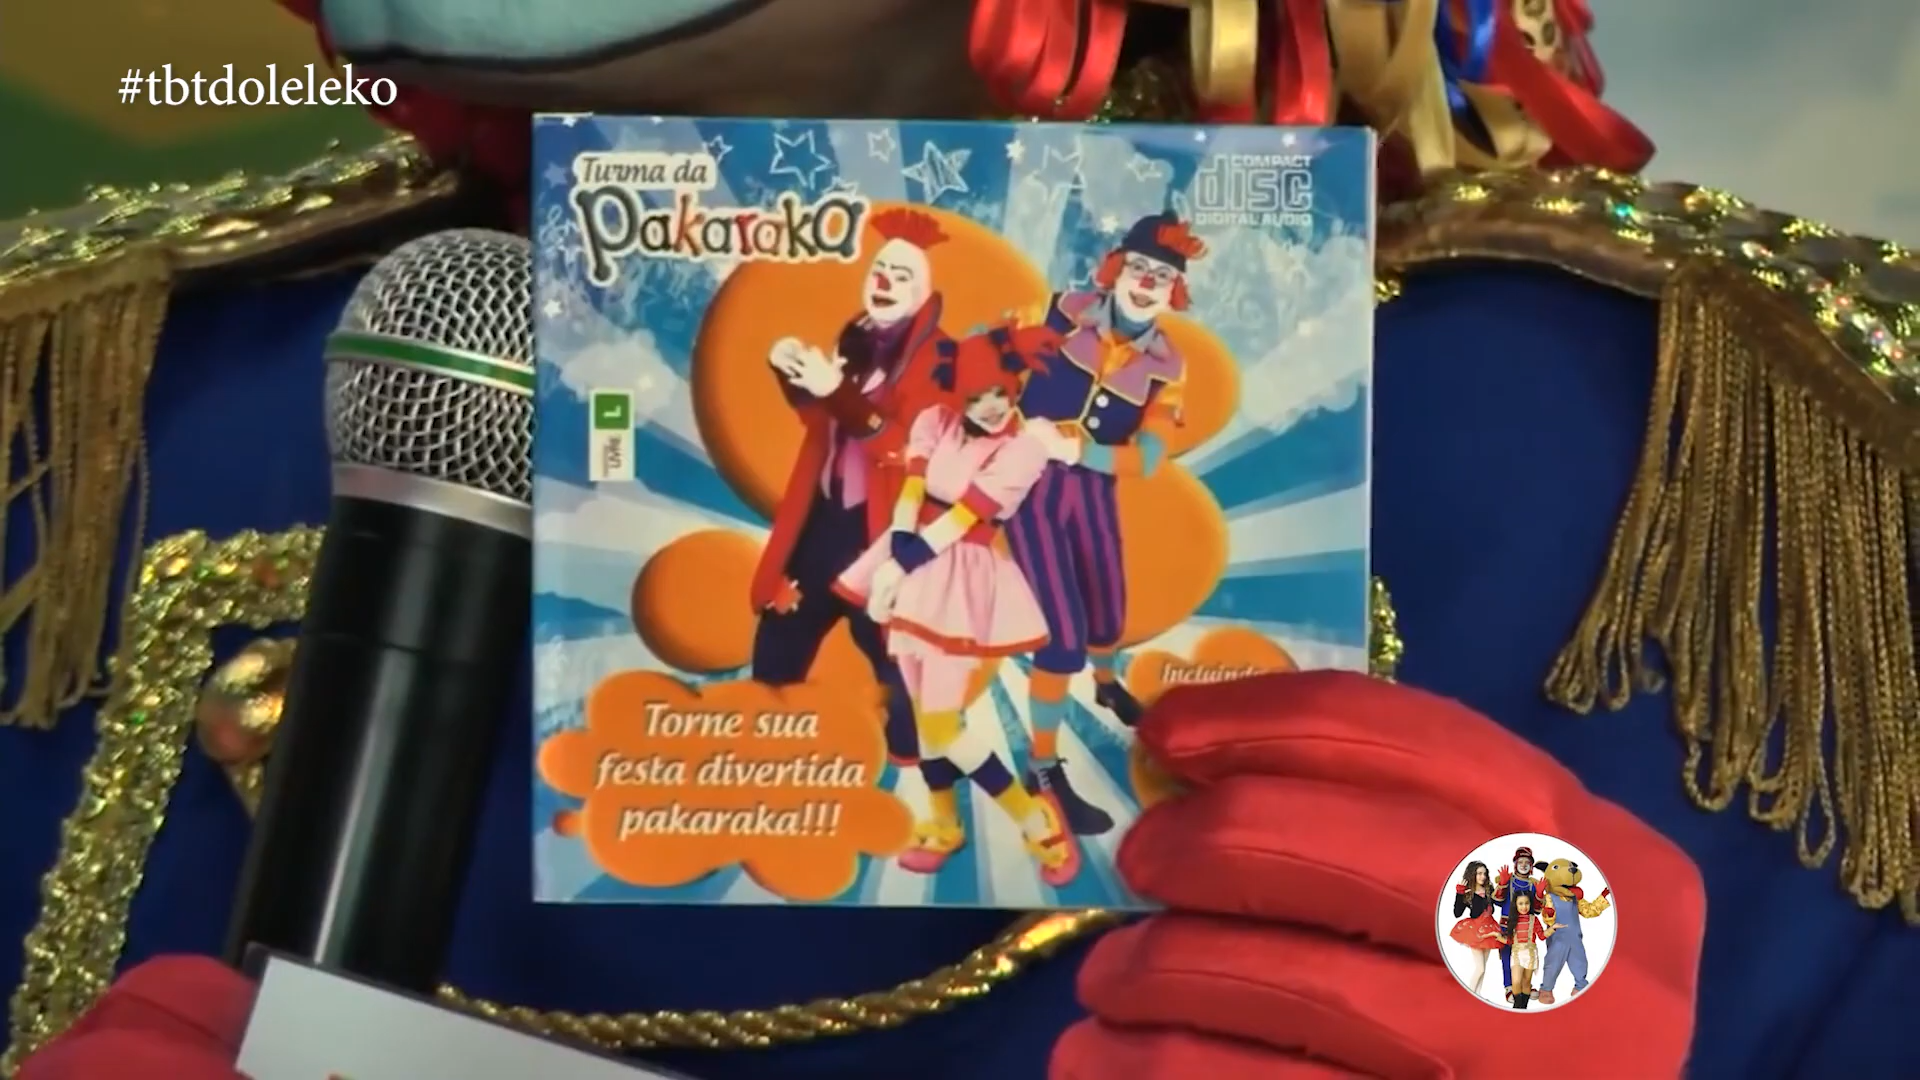 #tbtdoleleko
Turma da
Pakaraka
COMPACT
disc
DIGITAL AUDIO
L
Torne sua
festa divertida
pakaraka!!!